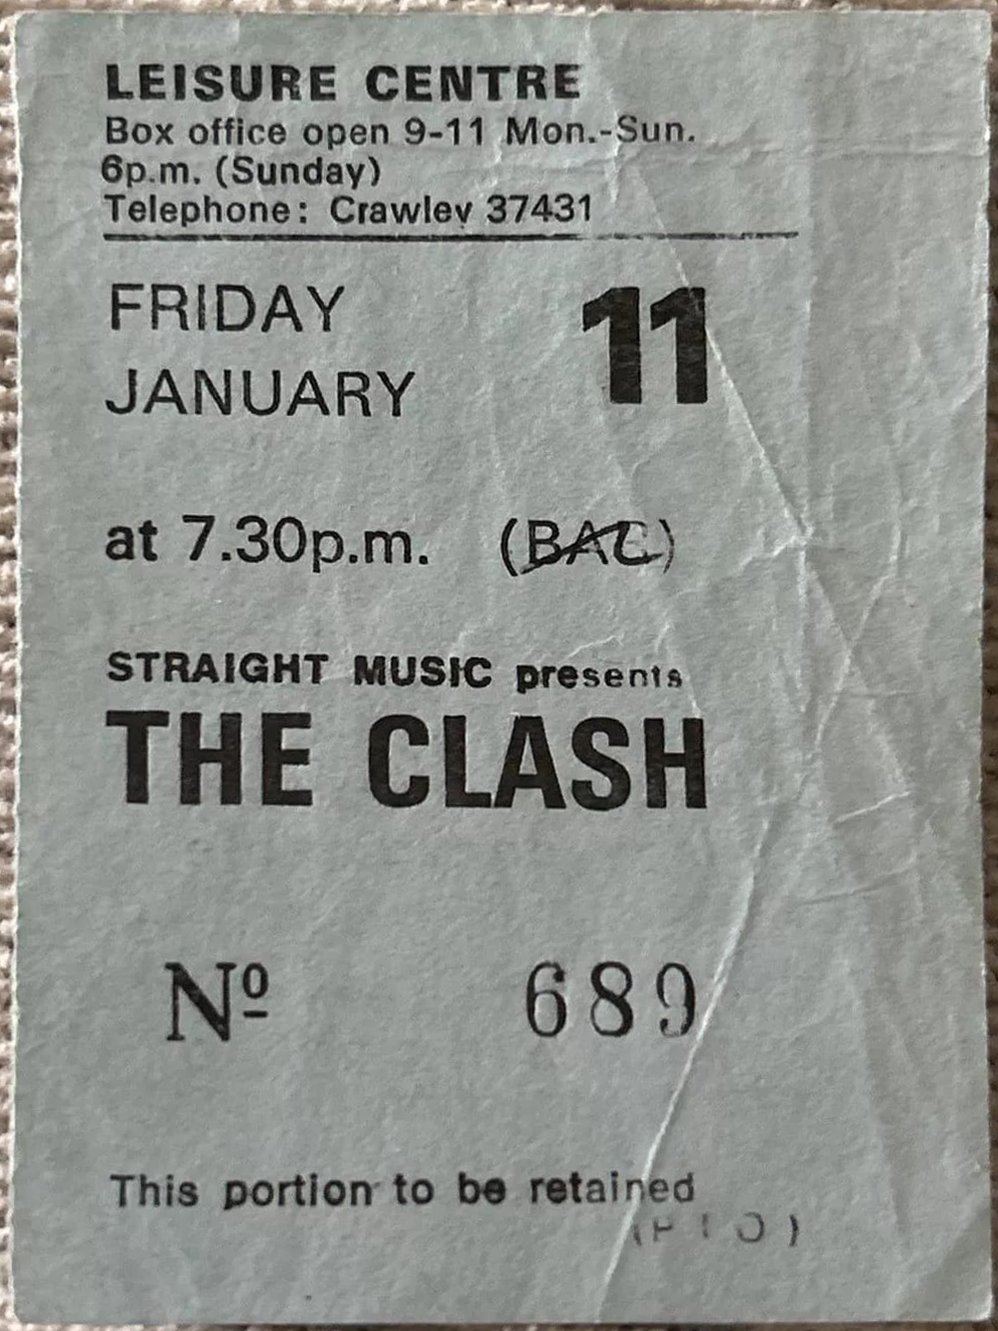 LEISURE CENTRE
Box office open 9-11 Mon.-Sun.
6p.m. (Sunday)
Telephone: Crawley 37431
FRIDAY 11
JANUARY
at 7.30p.m. (BAC)
STRAIGHT MUSIC presents
THE CLASH
Nº 689
This portion to be retained
(PTO)